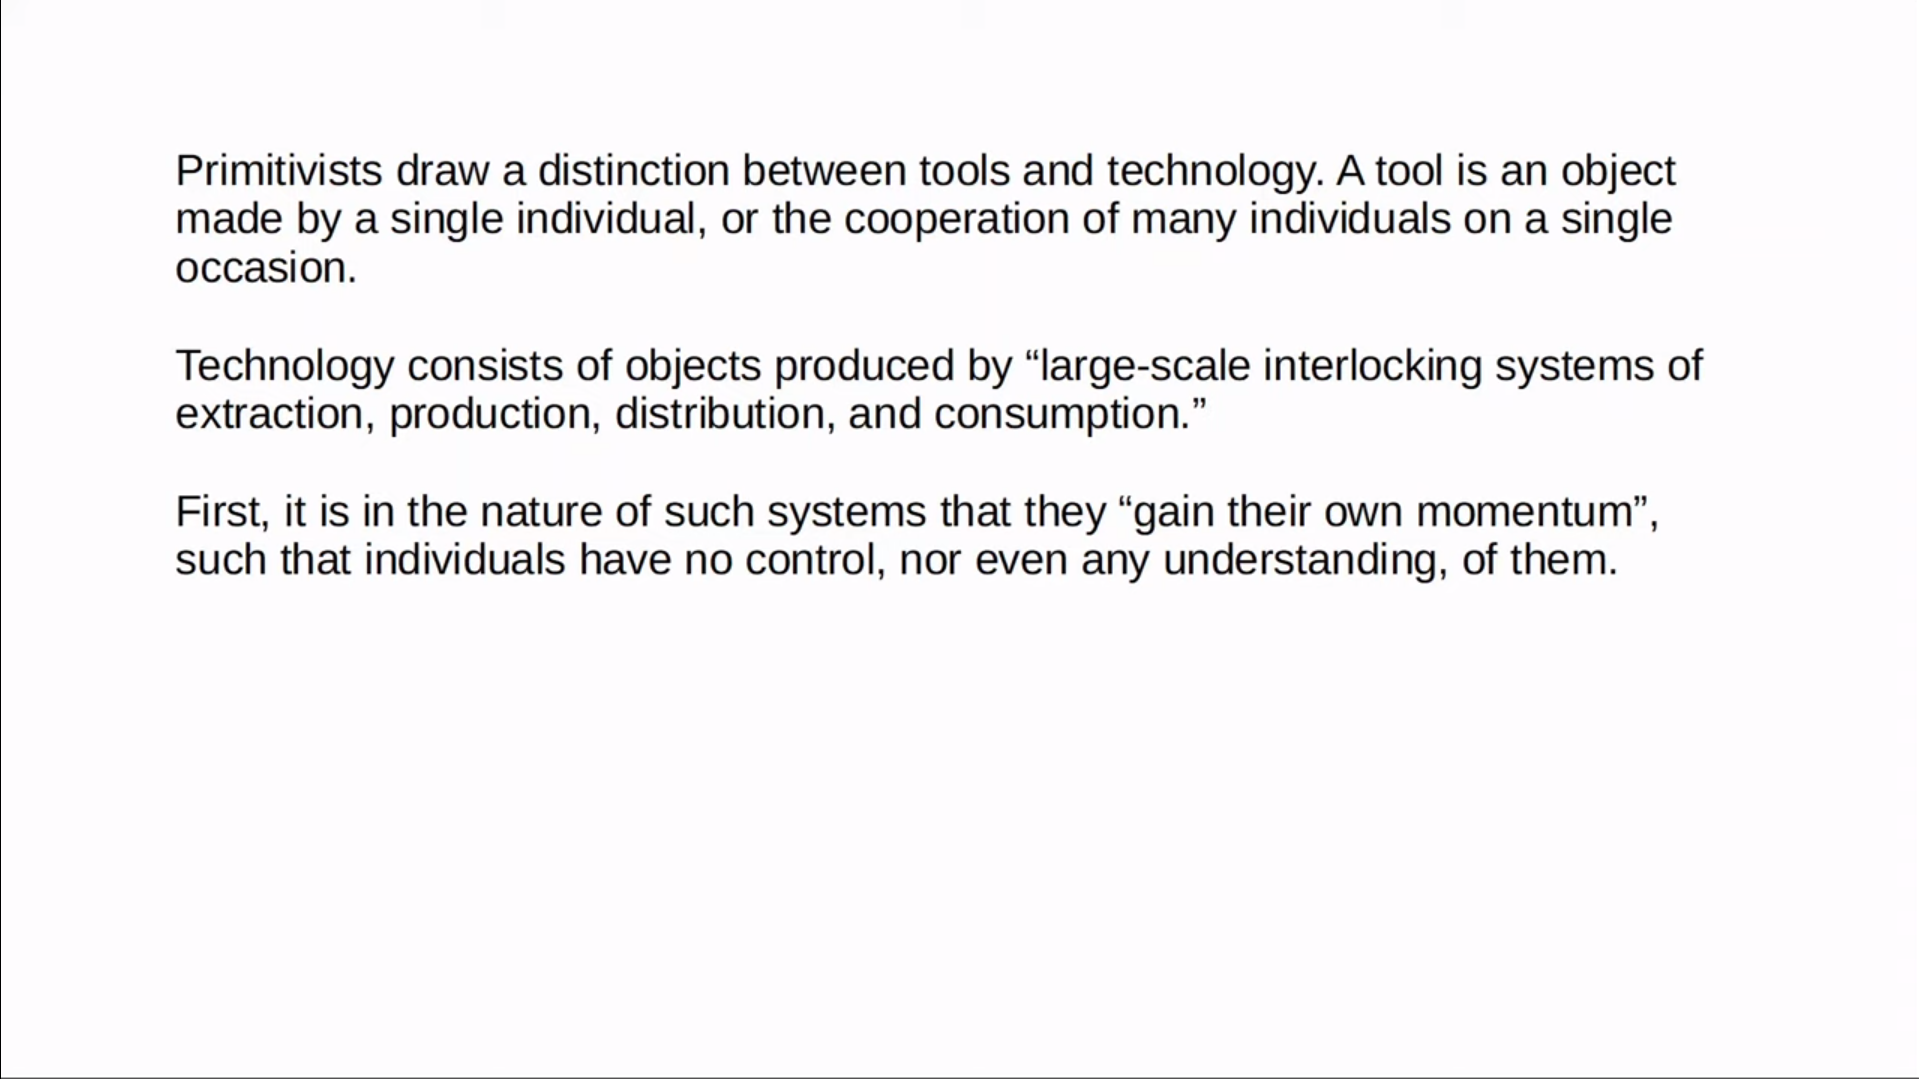 Primitivists draw a distinction between tools and technology. A tool is an object
made by a single individual, or the cooperation of many individuals on a single
occasion.
Technology consists of objects produced by “large-scale interlocking systems of
extraction, production, distribution, and consumption.”
First, it is in the nature of such systems that they “gain their own momentum”,
such that individuals have no control, nor even any understanding, of them.